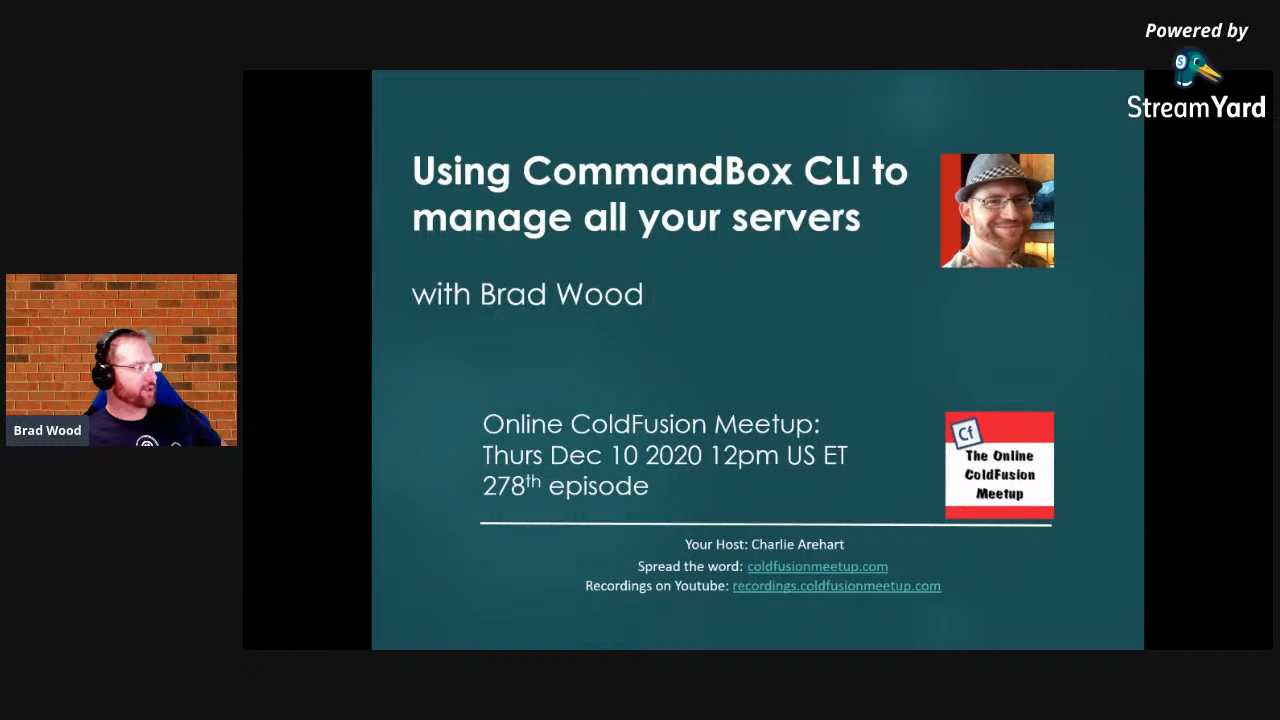 Powered by
StreamYard
Using CommandBox CLI to
manage all your servers
with Brad Wood
Brad Wood
Online ColdFusion Meetup:
Thurs Dec 10 2020 12pm US ET
278th episode
Cf
The Online
ColdFusion
Meetup
Your Host: Charlie Arehart
Spread the word: coldfusionmeetup.com
Recordings on Youtube: recordings.coldfusionmeetup.com